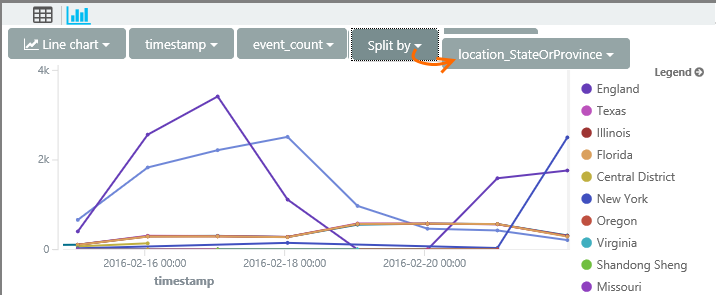 Line chart
timestamp
event_count
Split by
location_StateOrProvince
Legend
4k
2k
0
2016-02-16 00:00
2016-02-18 00:00
2016-02-20 00:00
timestamp
England
Texas
Illinois
Florida
Central District
New York
Oregon
Virginia
Shandong Sheng
Missouri